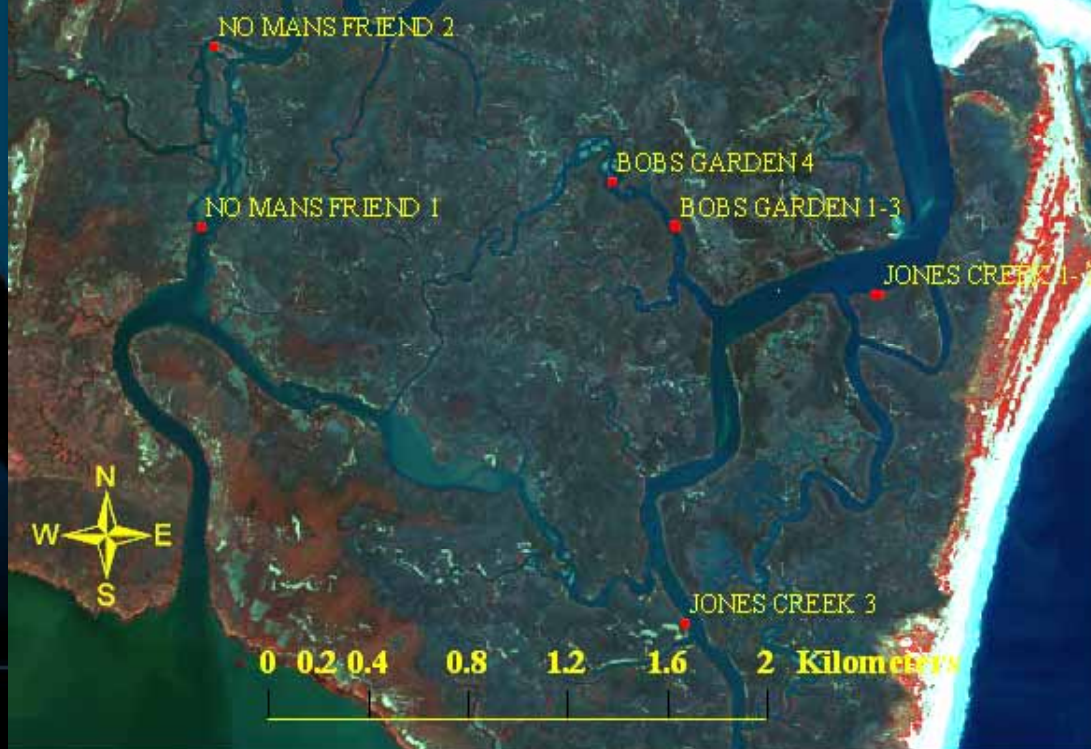 NO MANS FRIEND 2
BOBS GARDEN 4
NO MANS FRIEND 1
BOBS GARDEN 1-3
JONES CREEK 1-
N
W E
S
JONES CREEK 3
0 0.2 0.4 0.8 1.2 1.6 2 Kilometers